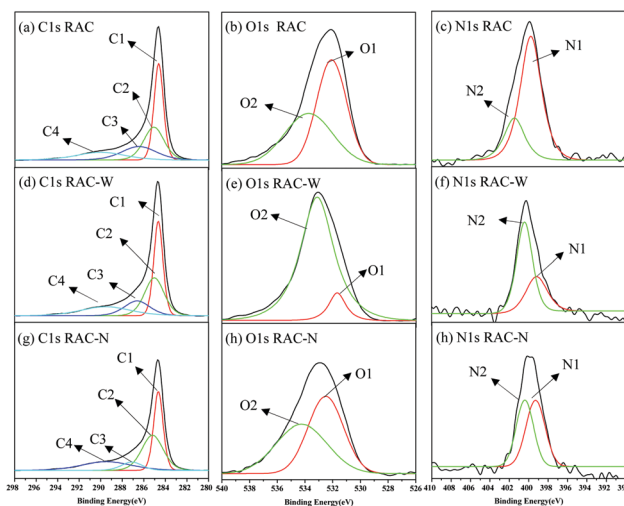 (a) C1s RAC
C1
C2
C3
C4
(b) O1s RAC
O1
O2
(c) N1s RAC
N1
N2
(d) C1s RAC-W
C1
C2
C3
C4
(e) O1s RAC-W
O2
O1
(f) N1s RAC-W
N2
N1
(g) C1s RAC-N
C1
C2
C3
C4
(h) O1s RAC-N
O1
O2
(h) N1s RAC-N
N2
N1
298 296 294 292 290 288 286 284 282 280
Binding Energy(eV)
540 538 536 534 532 530 528 526
Binding Energy(eV)
410 408 406 404 402 400 398 396 394 392 390
Binding Energy(eV)